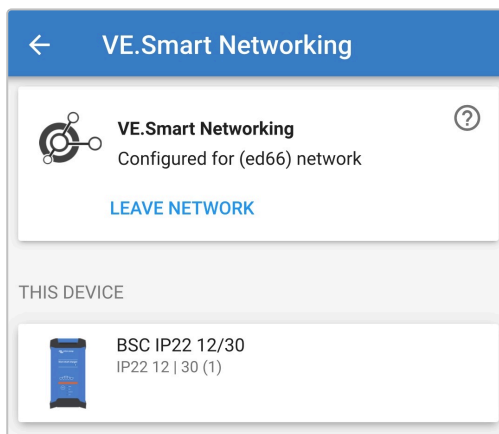 VE.Smart Networking
VE.Smart Networking
Configured for (ed66) network
LEAVE NETWORK
THIS DEVICE
BSC IP22 12/30
IP22 12 | 30 (1)